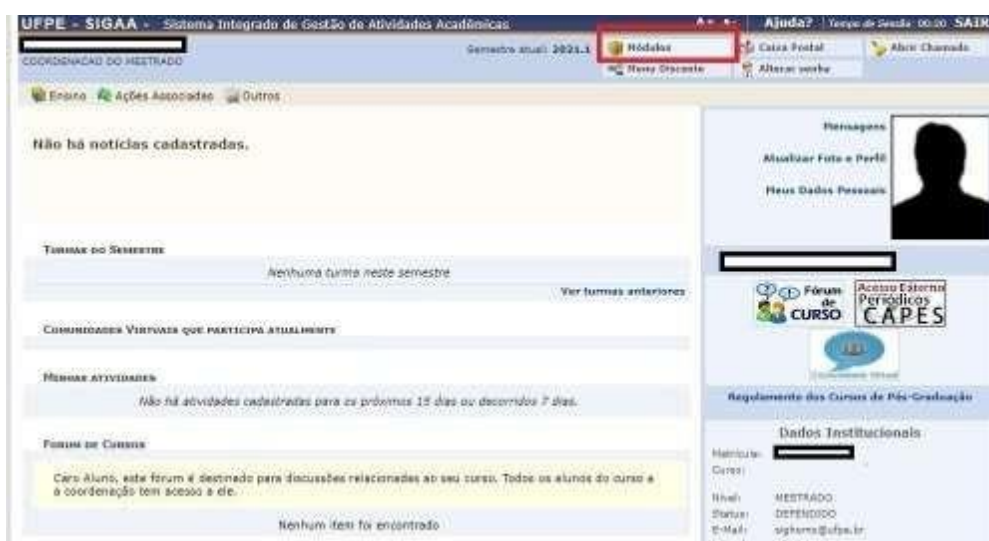 UFPE - SIGAA - Sistema Integrado de Gestão de Atividades Acadêmicas
A+ A-
Ajuda? Tempo de Sessão: 00:20 SAIR
COORDENACAO DO MESTRADO
Semestre atual: 2021.1
Módulos
Caixa Postal
Abrir Chamado
Menu Discente
Alterar senha
Ensino Ações Associadas Outros
Não há notícias cadastradas.
Mensagens
Atualizar Foto e Perfil
Meus Dados Pessoais
TURMAS DO SEMESTRE
Nenhuma turma neste semestre
Ver turmas anteriores
COMUNIDADES VIRTUAIS QUE PARTICIPA ATUALMENTE
MINHAS ATIVIDADES
Não há atividades cadastradas para os próximos 15 dias ou decorridos 7 dias.
FORUM DE CURSOS
Caro Aluno, este fórum é destinado para discussões relacionadas ao seu curso. Todos os alunos do curso e
a coordenação tem acesso a ele.
Nenhum item foi encontrado
Fórum
de
CURSO
Acesso Externo
Periódicos
CAPES
Regulamento dos Cursos de Pós-Graduação
Dados Institucionais
Matrícula:
Curso:
Nível: MESTRADO
Status: DEFENDIDO
E-Mail: